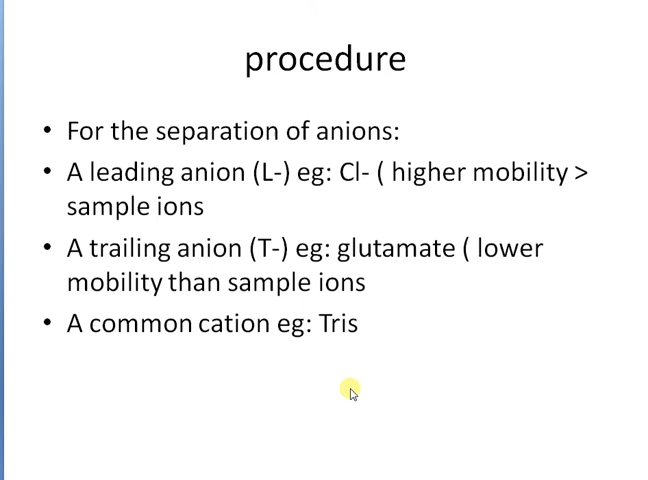 procedure
• For the separation of anions:
• A leading anion (L-) eg: Cl- ( higher mobility >
sample ions
• A trailing anion (T-) eg: glutamate ( lower
mobility than sample ions
• A common cation eg: Tris